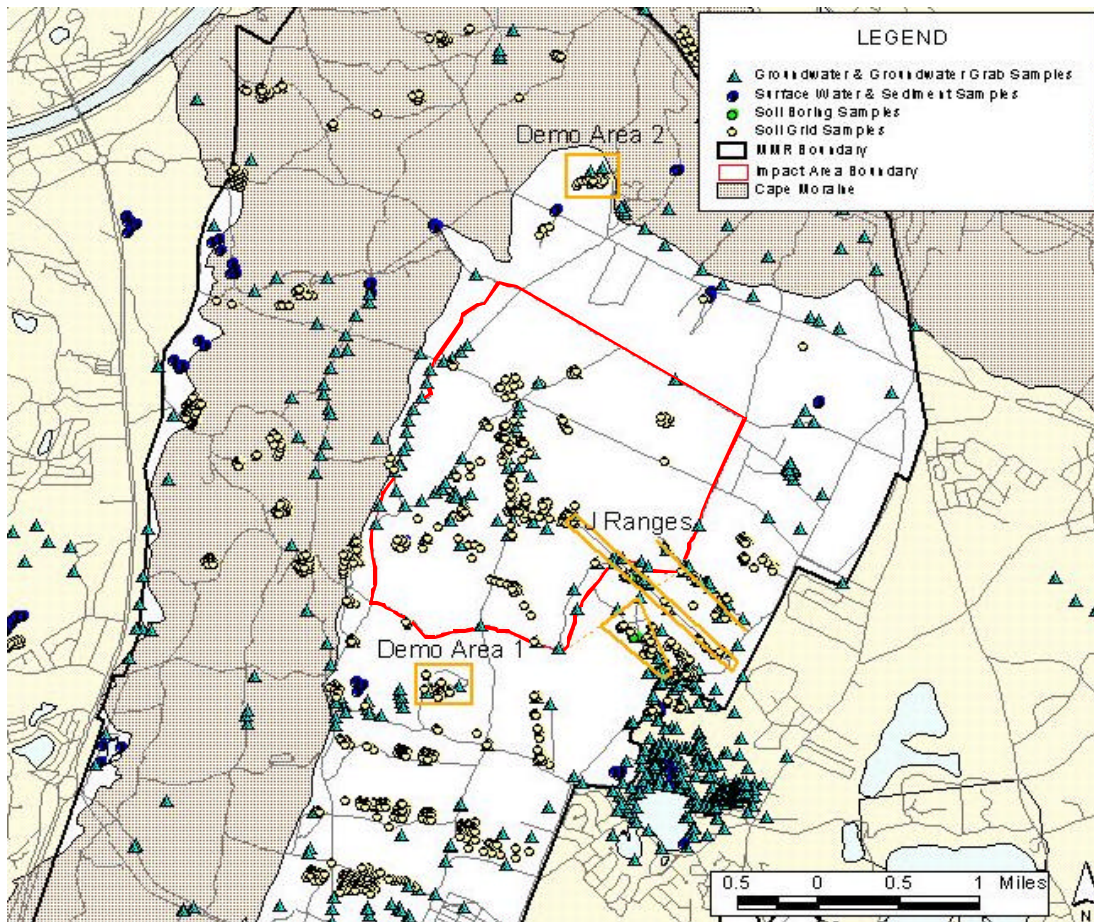 LEGEND
Groundwater & Groundwater Grab Samples
Surface Water & Sediment Samples
Soil Boring Samples
Soil Grid Samples
MMR Boundary
Impact Area Boundary
Cape Moraine
Demo Area 2
J Ranges
Demo Area 1
0.5 0 0.5 1 Miles
N